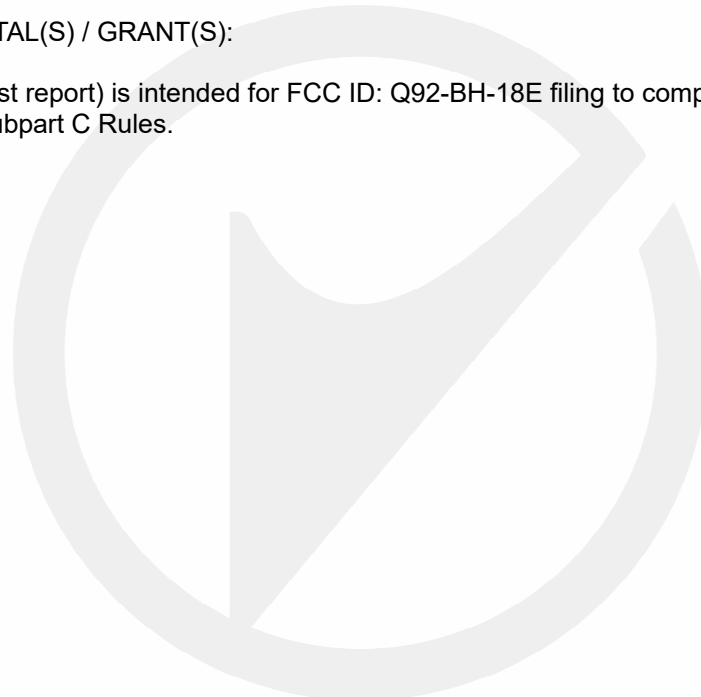 TAL(S) / GRANT(S):
st report) is intended for FCC ID: Q92-BH-18E filing to comp
ubpart C Rules.